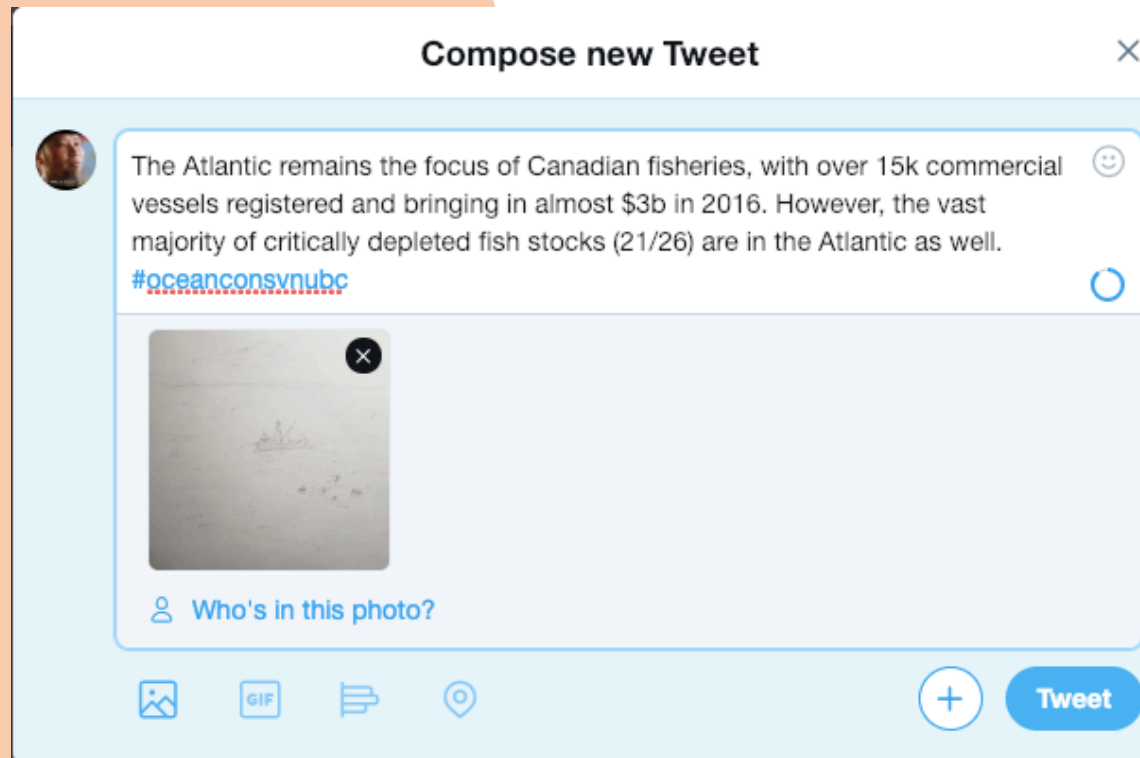 Compose new Tweet
The Atlantic remains the focus of Canadian fisheries, with over 15k commercial
vessels registered and bringing in almost $3b in 2016. However, the vast
majority of critically depleted fish stocks (21/26) are in the Atlantic as well.
#oceanconsvnubc
Who's in this photo?
GIF
Tweet